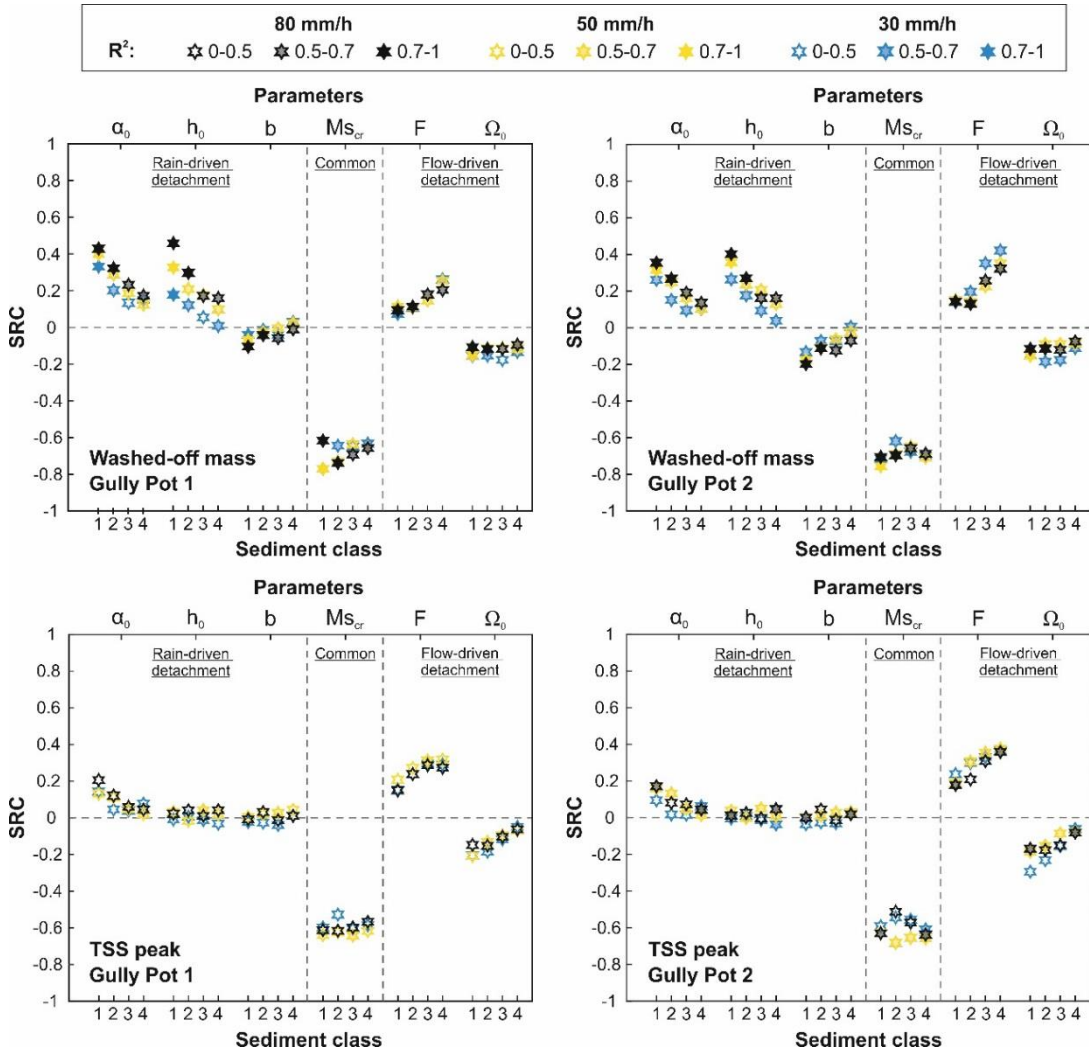 80 mm/h 50 mm/h 30 mm/h
R²: 0-0.5 0.5-0.7 0.7-1 0-0.5 0.5-0.7 0.7-1 0-0.5 0.5-0.7 0.7-1
Parameters
α₀ h₀ b Ms_cr F Ω₀
Rain-driven
detachment
Common
Flow-driven
detachment
1
0.8
0.6
0.4
0.2
0
-0.2
-0.4
-0.6
-0.8
-1
SRC
Washed-off mass
Gully Pot 1
1 2 3 4 1 2 3 4 1 2 3 4 1 2 3 4 1 2 3 4 1 2 3 4
Sediment class
Parameters
α₀ h₀ b Ms_cr F Ω₀
Rain-driven
detachment
Common
Flow-driven
detachment
1
0.8
0.6
0.4
0.2
0
-0.2
-0.4
-0.6
-0.8
-1
SRC
Washed-off mass
Gully Pot 2
1 2 3 4 1 2 3 4 1 2 3 4 1 2 3 4 1 2 3 4 1 2 3 4
Sediment class
Parameters
α₀ h₀ b Ms_cr F Ω₀
Rain-driven
detachment
Common
Flow-driven
detachment
1
0.8
0.6
0.4
0.2
0
-0.2
-0.4
-0.6
-0.8
-1
SRC
TSS peak
Gully Pot 1
1 2 3 4 1 2 3 4 1 2 3 4 1 2 3 4 1 2 3 4 1 2 3 4
Sediment class
Parameters
α₀ h₀ b Ms_cr F Ω₀
Rain-driven
detachment
Common
Flow-driven
detachment
1
0.8
0.6
0.4
0.2
0
-0.2
-0.4
-0.6
-0.8
-1
SRC
TSS peak
Gully Pot 2
1 2 3 4 1 2 3 4 1 2 3 4 1 2 3 4 1 2 3 4 1 2 3 4
Sediment class